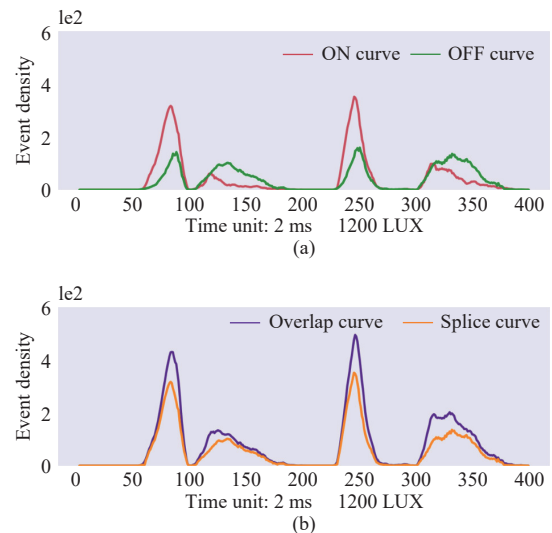 1e2
6
4
2
0
Event density
ON curve OFF curve
0 50 100 150 200 250 300 350 400
Time unit: 2 ms 1200 LUX
(a)
1e2
6
4
2
0
Event density
Overlap curve Splice curve
0 50 100 150 200 250 300 350 400
Time unit: 2 ms 1200 LUX
(b)